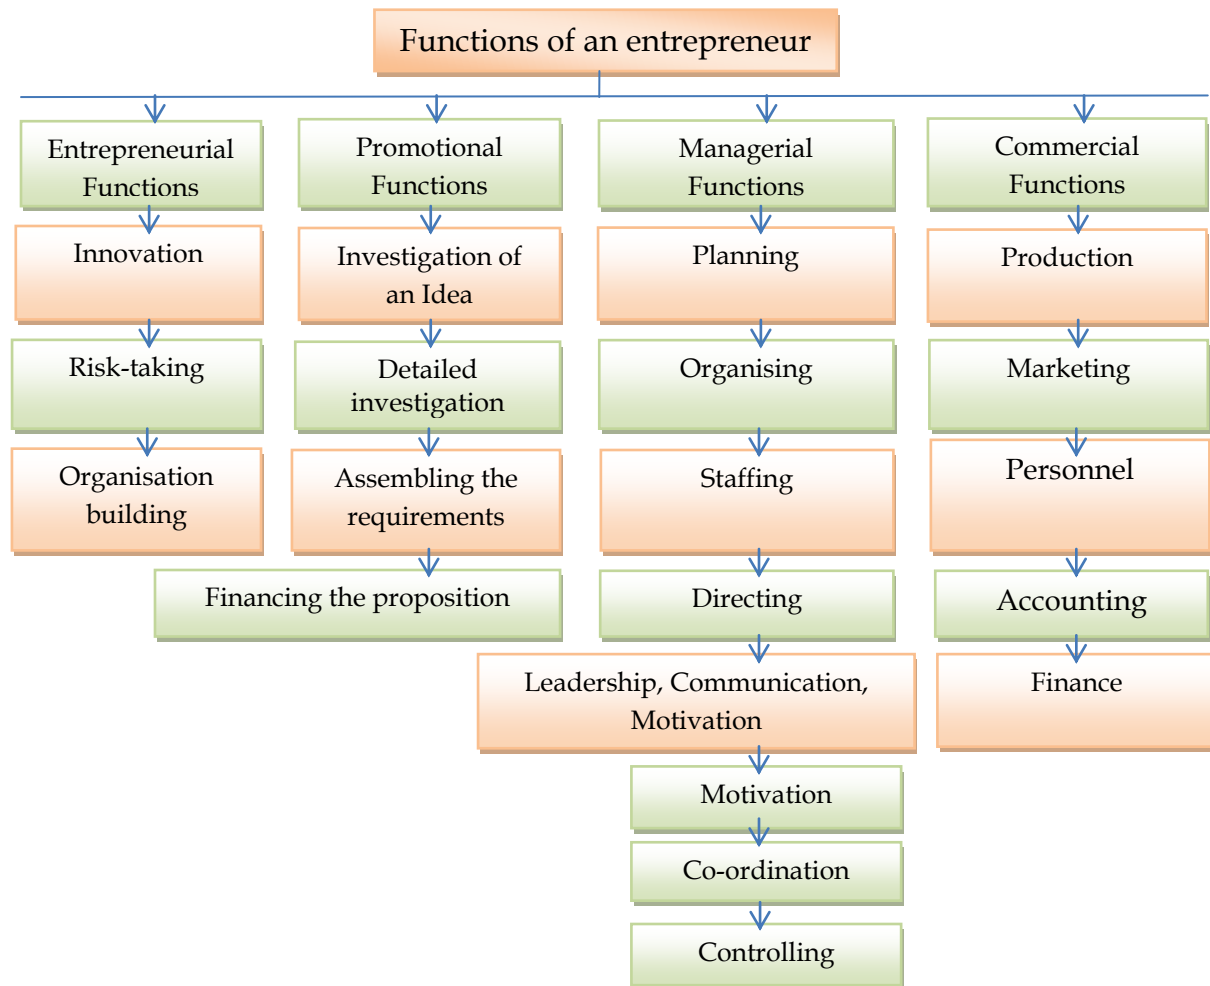 Functions of an entrepreneur
Entrepreneurial
Functions
Innovation
Risk-taking
Organisation
building
Promotional
Functions
Investigation of
an Idea
Detailed
investigation
Assembling the
requirements
Financing the proposition
Managerial
Functions
Planning
Organising
Staffing
Directing
Leadership, Communication,
Motivation
Motivation
Co-ordination
Controlling
Commercial
Functions
Production
Marketing
Personnel
Accounting
Finance